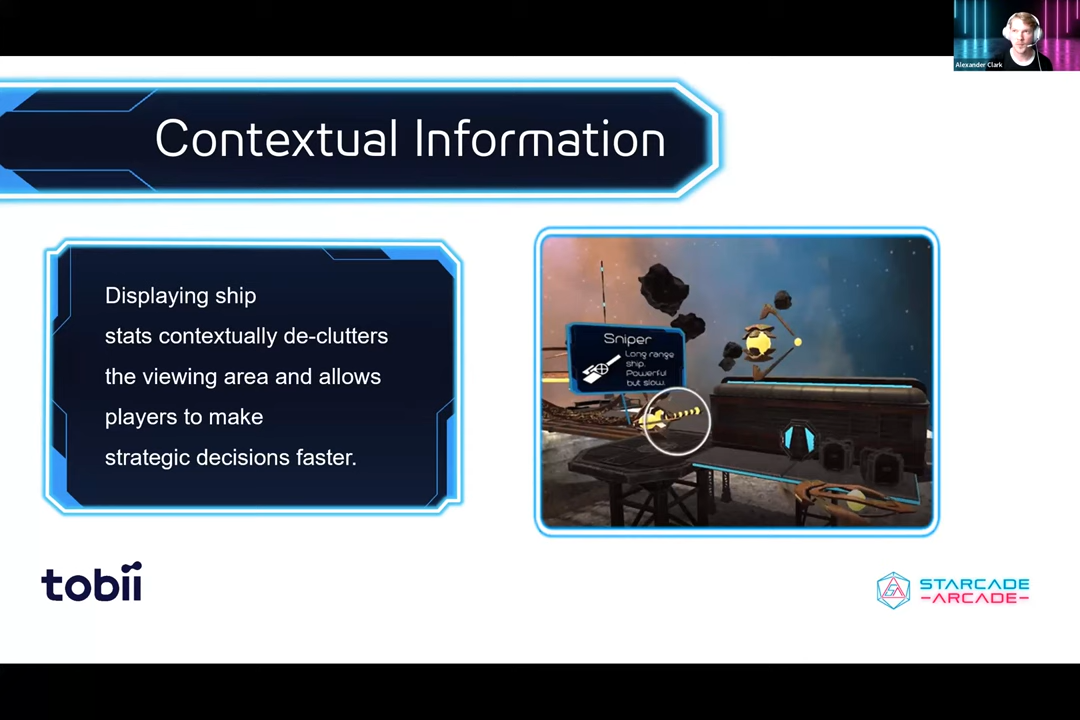 Alexander Clark
Contextual Information
Displaying ship
stats contextually de-clutters
the viewing area and allows
players to make
strategic decisions faster.
Sniper
Long range
ship.
Powerful
but slow.
tobii
STARCADE
-ARCADE-